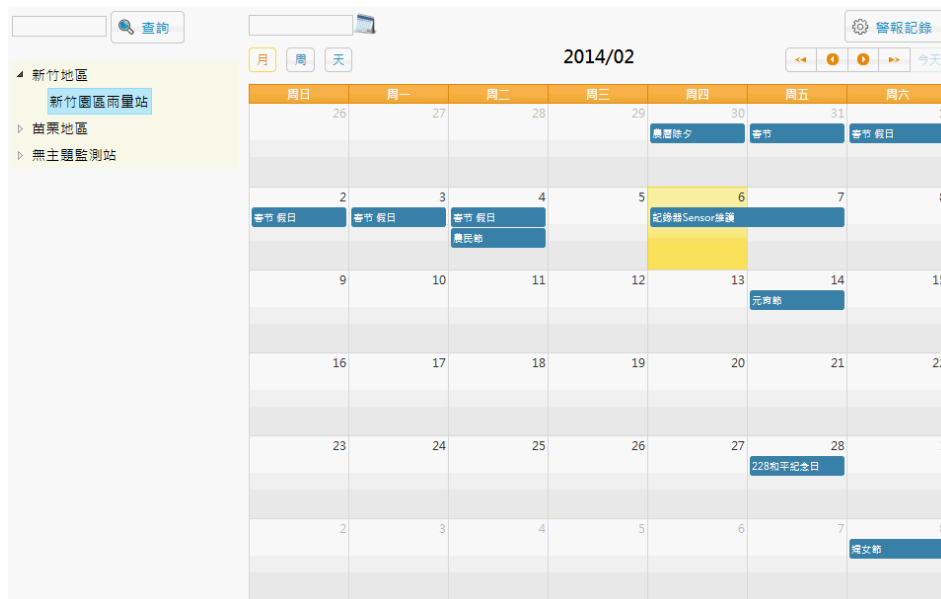 查詢
警報記錄
月 周 天
2014/02
今天
新竹地區
新竹園區雨量站
苗栗地區
無主題監測站
周日 周一 周二 周三 周四 周五 周六
26 27 28 29 30 31
農曆除夕 春节 春节 假日
2 3 4 5 6 7
春节 假日 春节 假日 春节 假日 記錄器Sensor維護
農民節
9 10 11 12 13 14
元宵節
16 17 18 19 20 21
23 24 25 26 27 28
228和平紀念日
2 3 4 5 6 7
婦女節